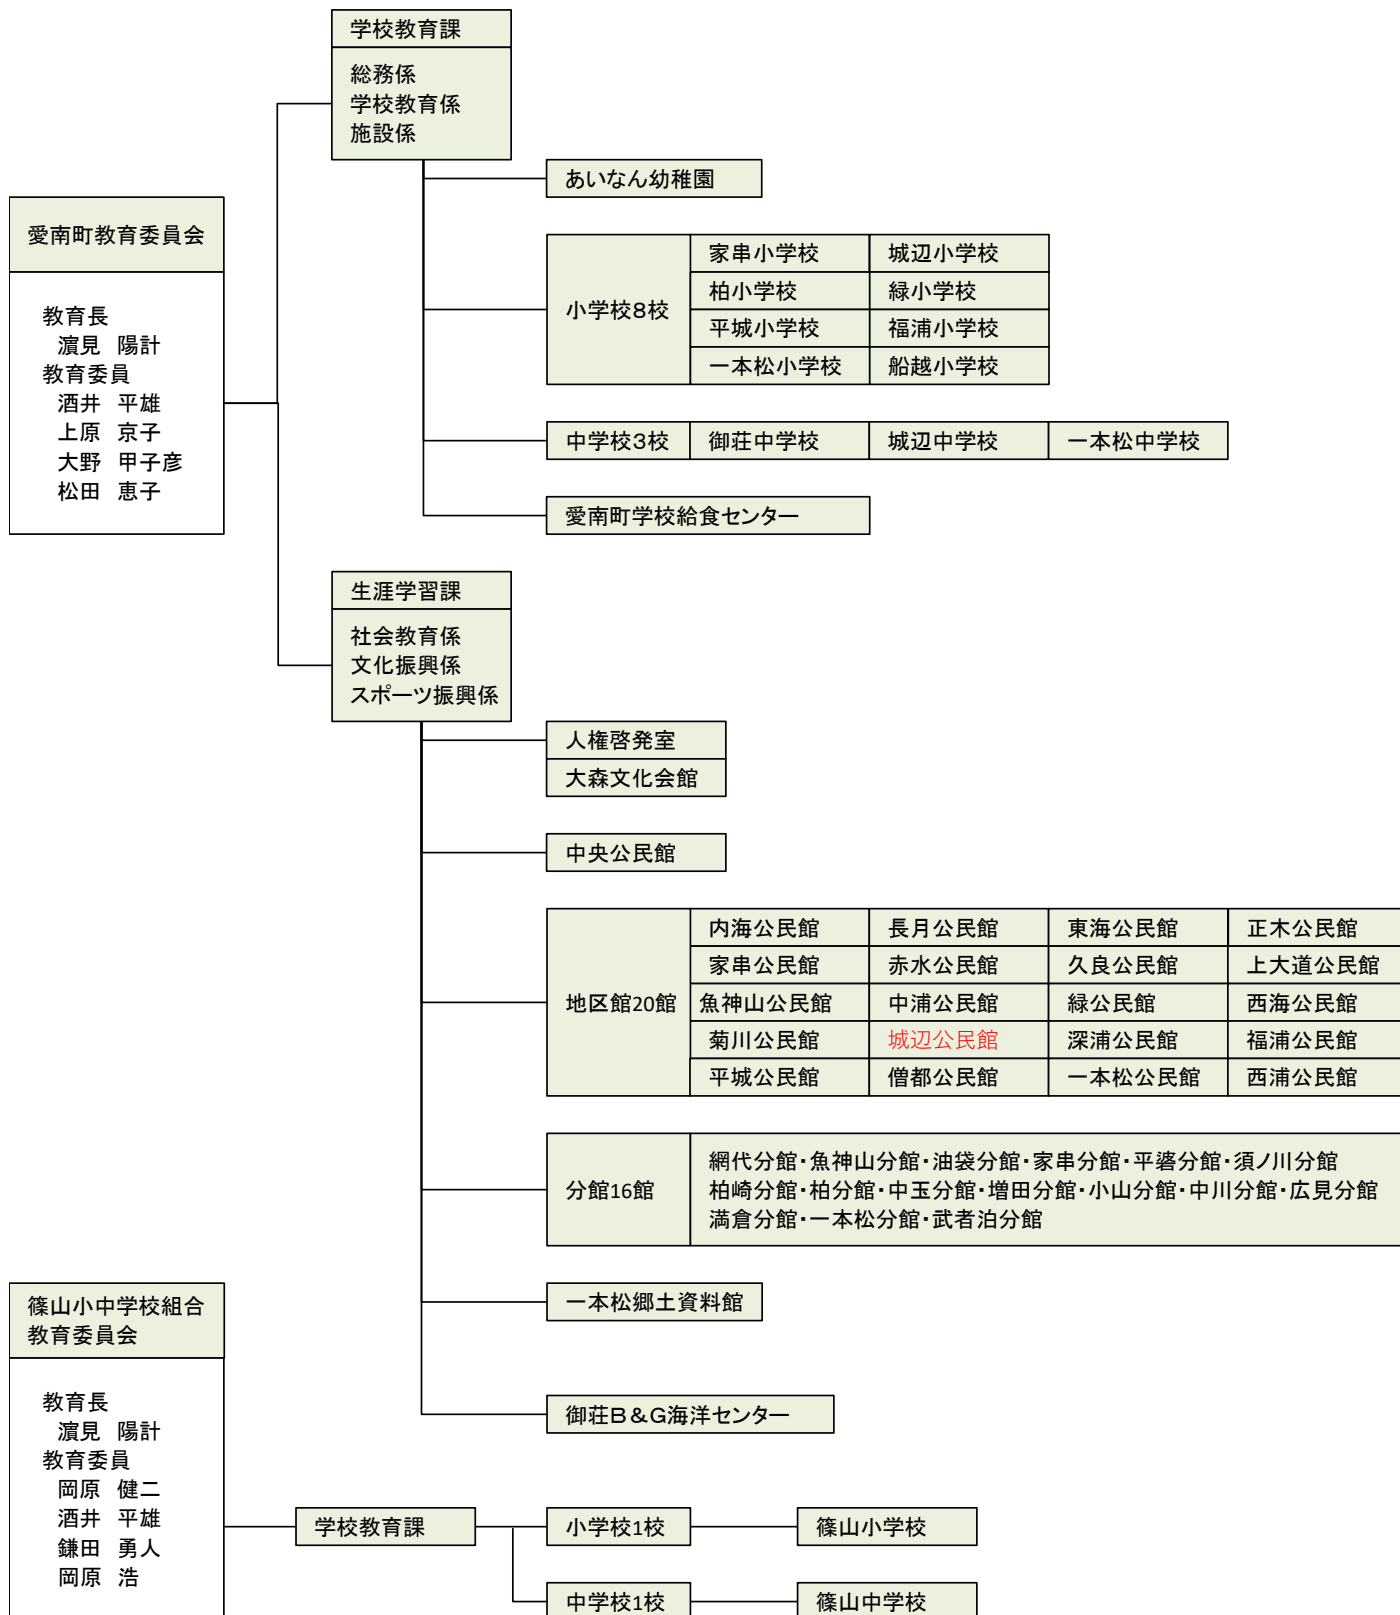 学校教育課
総務係
学校教育係
施設係
あいなん幼稚園
愛南町教育委員会
教育長
濵見 陽計
教育委員
酒井 平雄
上原 京子
大野 甲子彦
松田 恵子
小学校8校
家串小学校 城辺小学校
柏小学校 緑小学校
平城小学校 福浦小学校
一本松小学校 船越小学校
中学校3校 御荘中学校 城辺中学校 一本松中学校
愛南町学校給食センター
生涯学習課
社会教育係
文化振興係
スポーツ振興係
人権啓発室
大森文化会館
中央公民館
地区館20館
内海公民館 長月公民館 東海公民館 正木公民館
家串公民館 赤水公民館 久良公民館 上大道公民館
魚神山公民館 中浦公民館 緑公民館 西海公民館
菊川公民館 城辺公民館 深浦公民館 福浦公民館
平城公民館 僧都公民館 一本松公民館 西浦公民館
分館16館
網代分館・魚神山分館・油袋分館・家串分館・平碆分館・須ノ川分館
柏崎分館・柏分館・中玉分館・増田分館・小山分館・中川分館・広見分館
満倉分館・一本松分館・武者泊分館
一本松郷土資料館
御荘B&G海洋センター
篠山小中学校組合
教育委員会
教育長
濵見 陽計
教育委員
岡原 健二
酒井 平雄
鎌田 勇人
岡原 浩
学校教育課
小学校1校 篠山小学校
中学校1校 篠山中学校